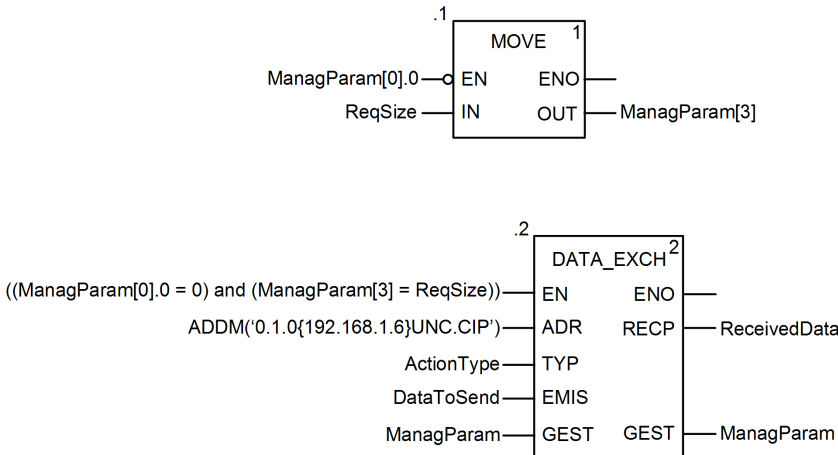 .1
MOVE 1
ManagParam[0].0 EN ENO
ReqSize IN OUT ManagParam[3]
.2
DATA_EXCH 2
((ManagParam[0].0 = 0) and (ManagParam[3] = ReqSize)) EN ENO
ADDM(‘0.1.0{192.168.1.6}UNC.CIP’) ADR RECP ReceivedData
ActionType TYP
DataToSend EMIS
ManagParam GEST GEST ManagParam